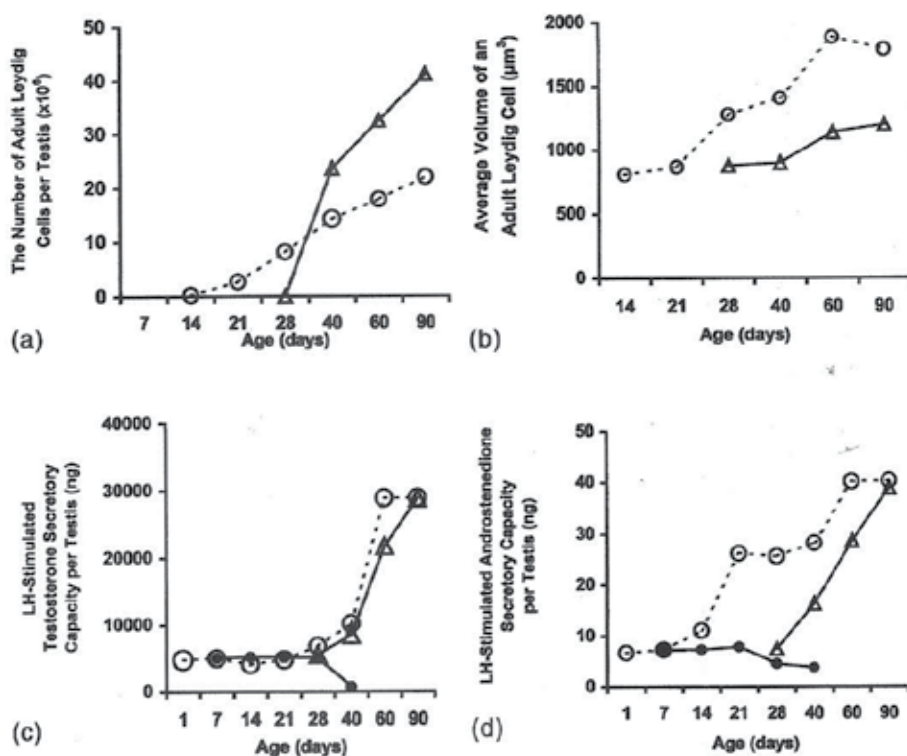 50
40
30
20
10
0
The Number of Adult Leydig
Cells per Testis (x10⁶)
7 14 21 28 40 60 90
Age (days)
(a)
2000
1500
1000
500
0
Average Volume of an
Adult Leydig Cell (µm³)
14 21 28 40 60 90
Age (days)
(b)
40000
30000
20000
10000
0
LH-Stimulated
Testosterone Secretory
Capacity per Testis (ng)
1 7 14 21 28 40 60 90
Age (days)
(c)
50
40
30
20
10
0
LH-Stimulated Androstenedione
Secretory Capacity
per Testis (ng)
1 7 14 21 28 40 60 90
Age (days)
(d)